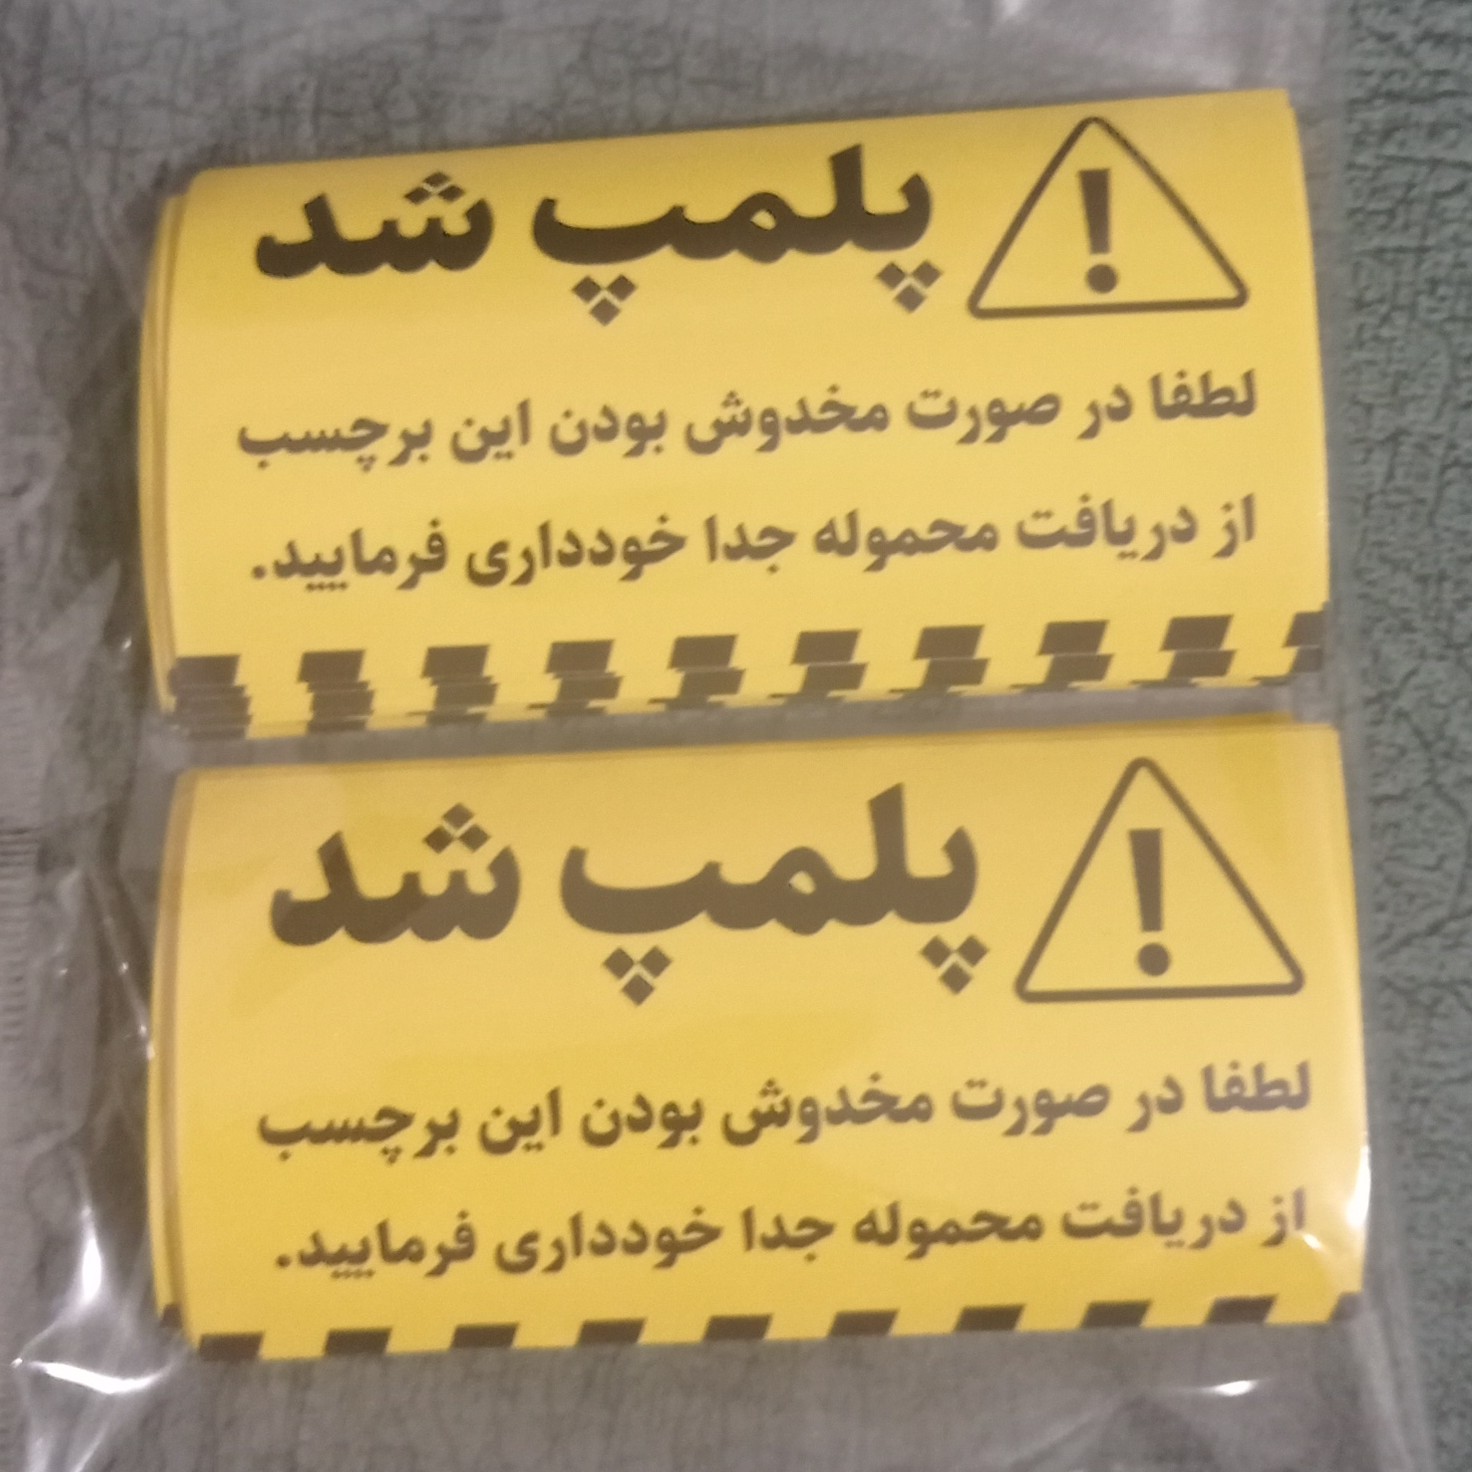 پلمپ شد
لطفا در صورت مخدوش بودن این برچسب
از دریافت محموله جدا خودداری فرمایید.
پلمپ شد
لطفا در صورت مخدوش بودن این برچسب
از دریافت محموله جدا خودداری فرمایید.